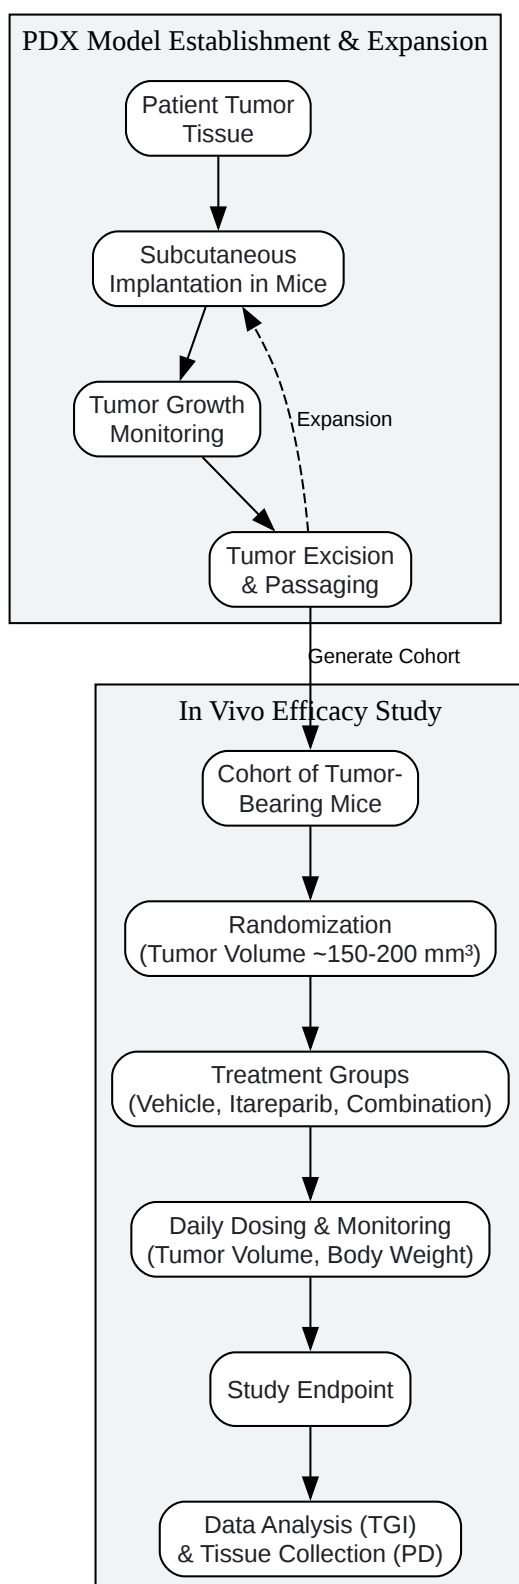 PDX Model Establishment & Expansion
Patient Tumor
Tissue
Subcutaneous
Implantation in Mice
Tumor Growth
Monitoring
Expansion
Tumor Excision
& Passaging
Generate Cohort
In Vivo Efficacy Study
Cohort of Tumor-
Bearing Mice
Randomization
(Tumor Volume ~150-200 mm³)
Treatment Groups
(Vehicle, Itareparib, Combination)
Daily Dosing & Monitoring
(Tumor Volume, Body Weight)
Study Endpoint
Data Analysis (TGI)
& Tissue Collection (PD)